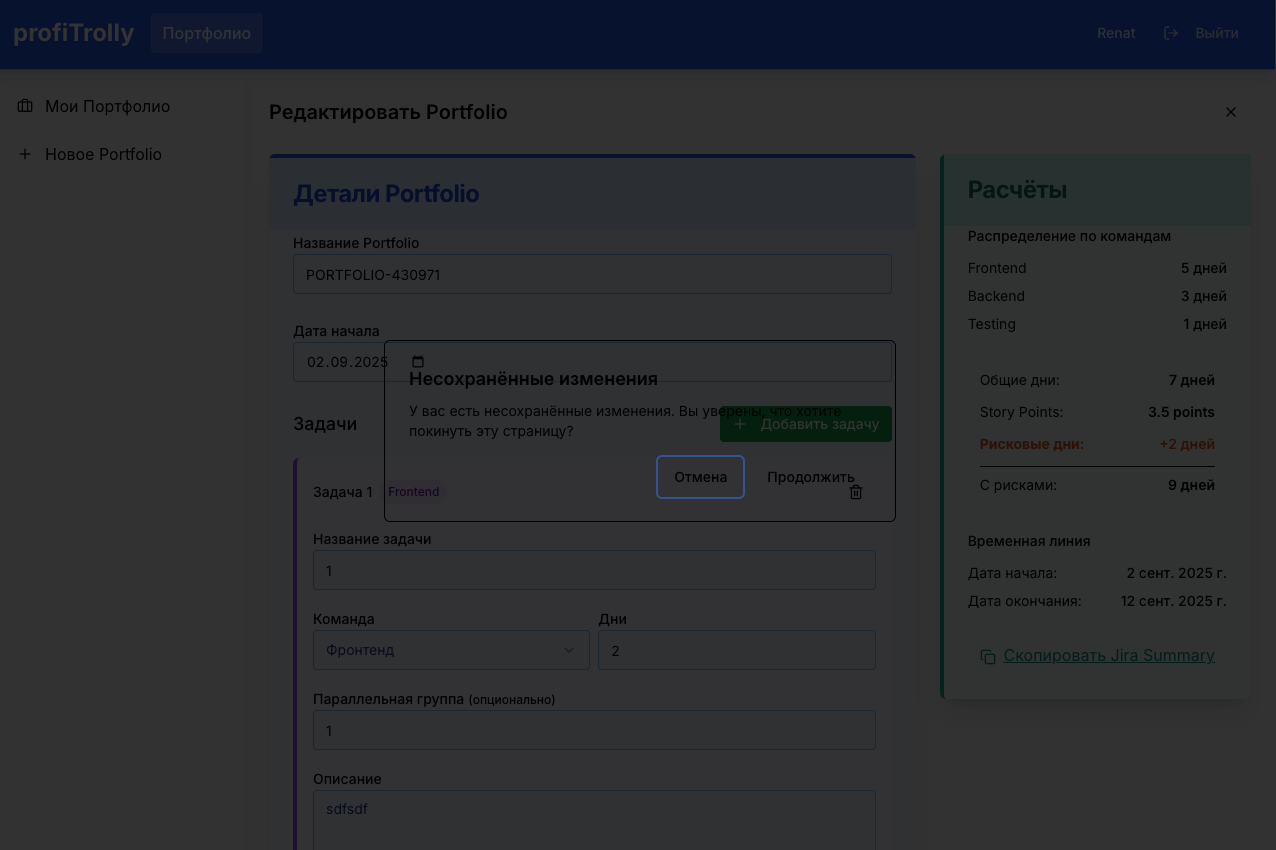 profiTrolly
Портфолио
Renat
Выйти
Мои Портфолио
Новое Portfolio
Редактировать Portfolio
Детали Portfolio
Название Portfolio
PORTFOLIO-430971
Дата начала
02.09.2025
Несохранённые изменения
У вас есть несохранённые изменения. Вы уверены, что хотите
покинуть эту страницу?
Отмена
Продолжить
Задачи
Добавить задачу
Задача 1
Frontend
Название задачи
1
Команда
Дни
Фронтенд
2
Параллельная группа (опционально)
1
Описание
sdfsdf
Расчёты
Распределение по командам
Frontend 5 дней
Backend 3 дней
Testing 1 дней
Общие дни: 7 дней
Story Points: 3.5 points
Рисковые дни: +2 дней
С рисками: 9 дней
Временная линия
Дата начала: 2 сент. 2025 г.
Дата окончания: 12 сент. 2025 г.
Скопировать Jira Summary